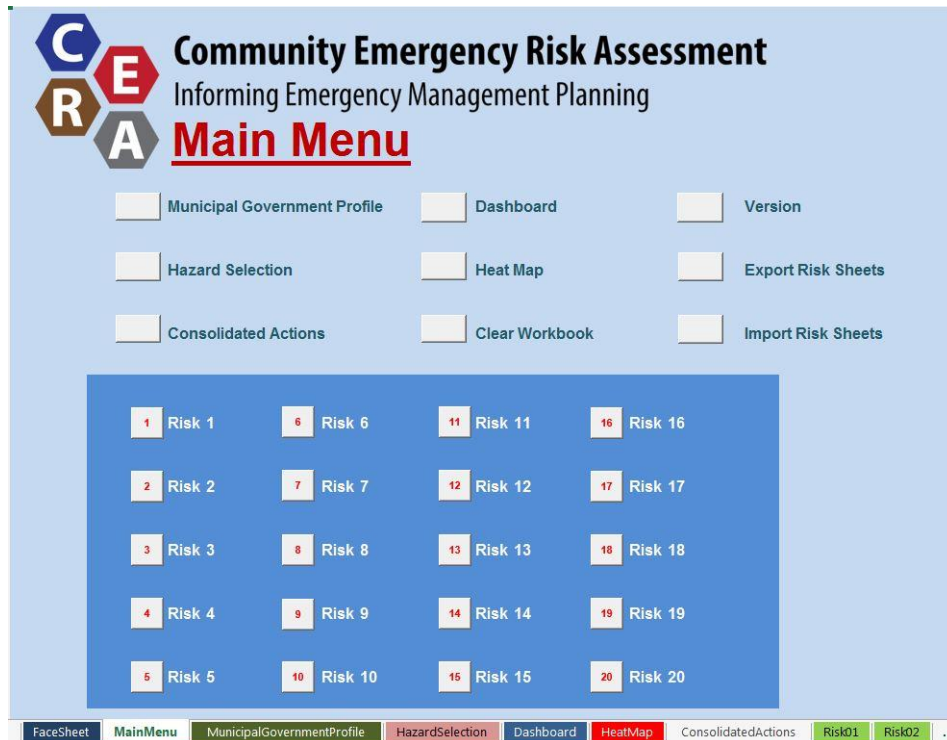 C
E
R
A
Community Emergency Risk Assessment
Informing Emergency Management Planning
Main Menu
Municipal Government Profile Dashboard Version
Hazard Selection Heat Map Export Risk Sheets
Consolidated Actions Clear Workbook Import Risk Sheets
1 Risk 1 6 Risk 6 11 Risk 11 16 Risk 16
2 Risk 2 7 Risk 7 12 Risk 12 17 Risk 17
3 Risk 3 8 Risk 8 13 Risk 13 18 Risk 18
4 Risk 4 9 Risk 9 14 Risk 14 19 Risk 19
5 Risk 5 10 Risk 10 15 Risk 15 20 Risk 20
FaceSheet MainMenu MunicipalGovernmentProfile HazardSelection Dashboard HeatMap ConsolidatedActions Risk01 Risk02